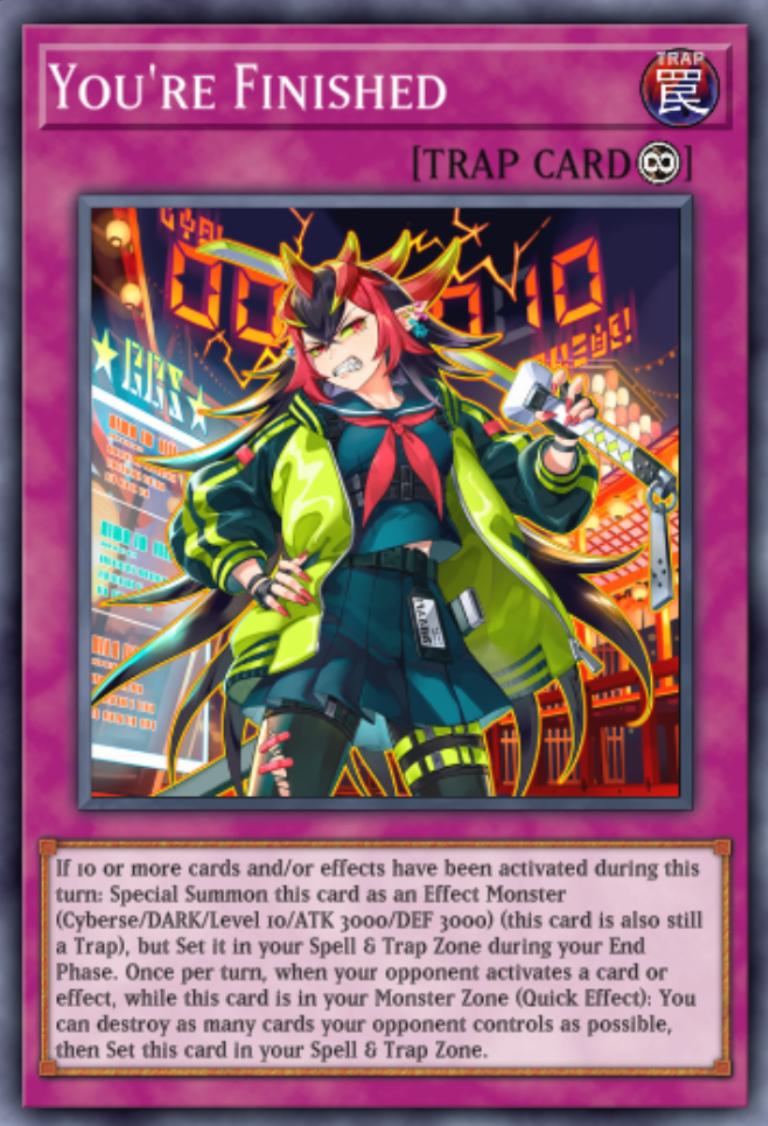 You're Finished
TRAP
罠
[TRAP CARD]
If 10 or more cards and/or effects have been activated during this
turn: Special Summon this card as an Effect Monster
(Cyberse/DARK/Level 10/ATK 3000/DEF 3000) (this card is also still
a Trap), but Set it in your Spell & Trap Zone during your End
Phase. Once per turn, when your opponent activates a card or
effect, while this card is in your Monster Zone (Quick Effect): You
can destroy as many cards your opponent controls as possible,
then Set this card in your Spell & Trap Zone.